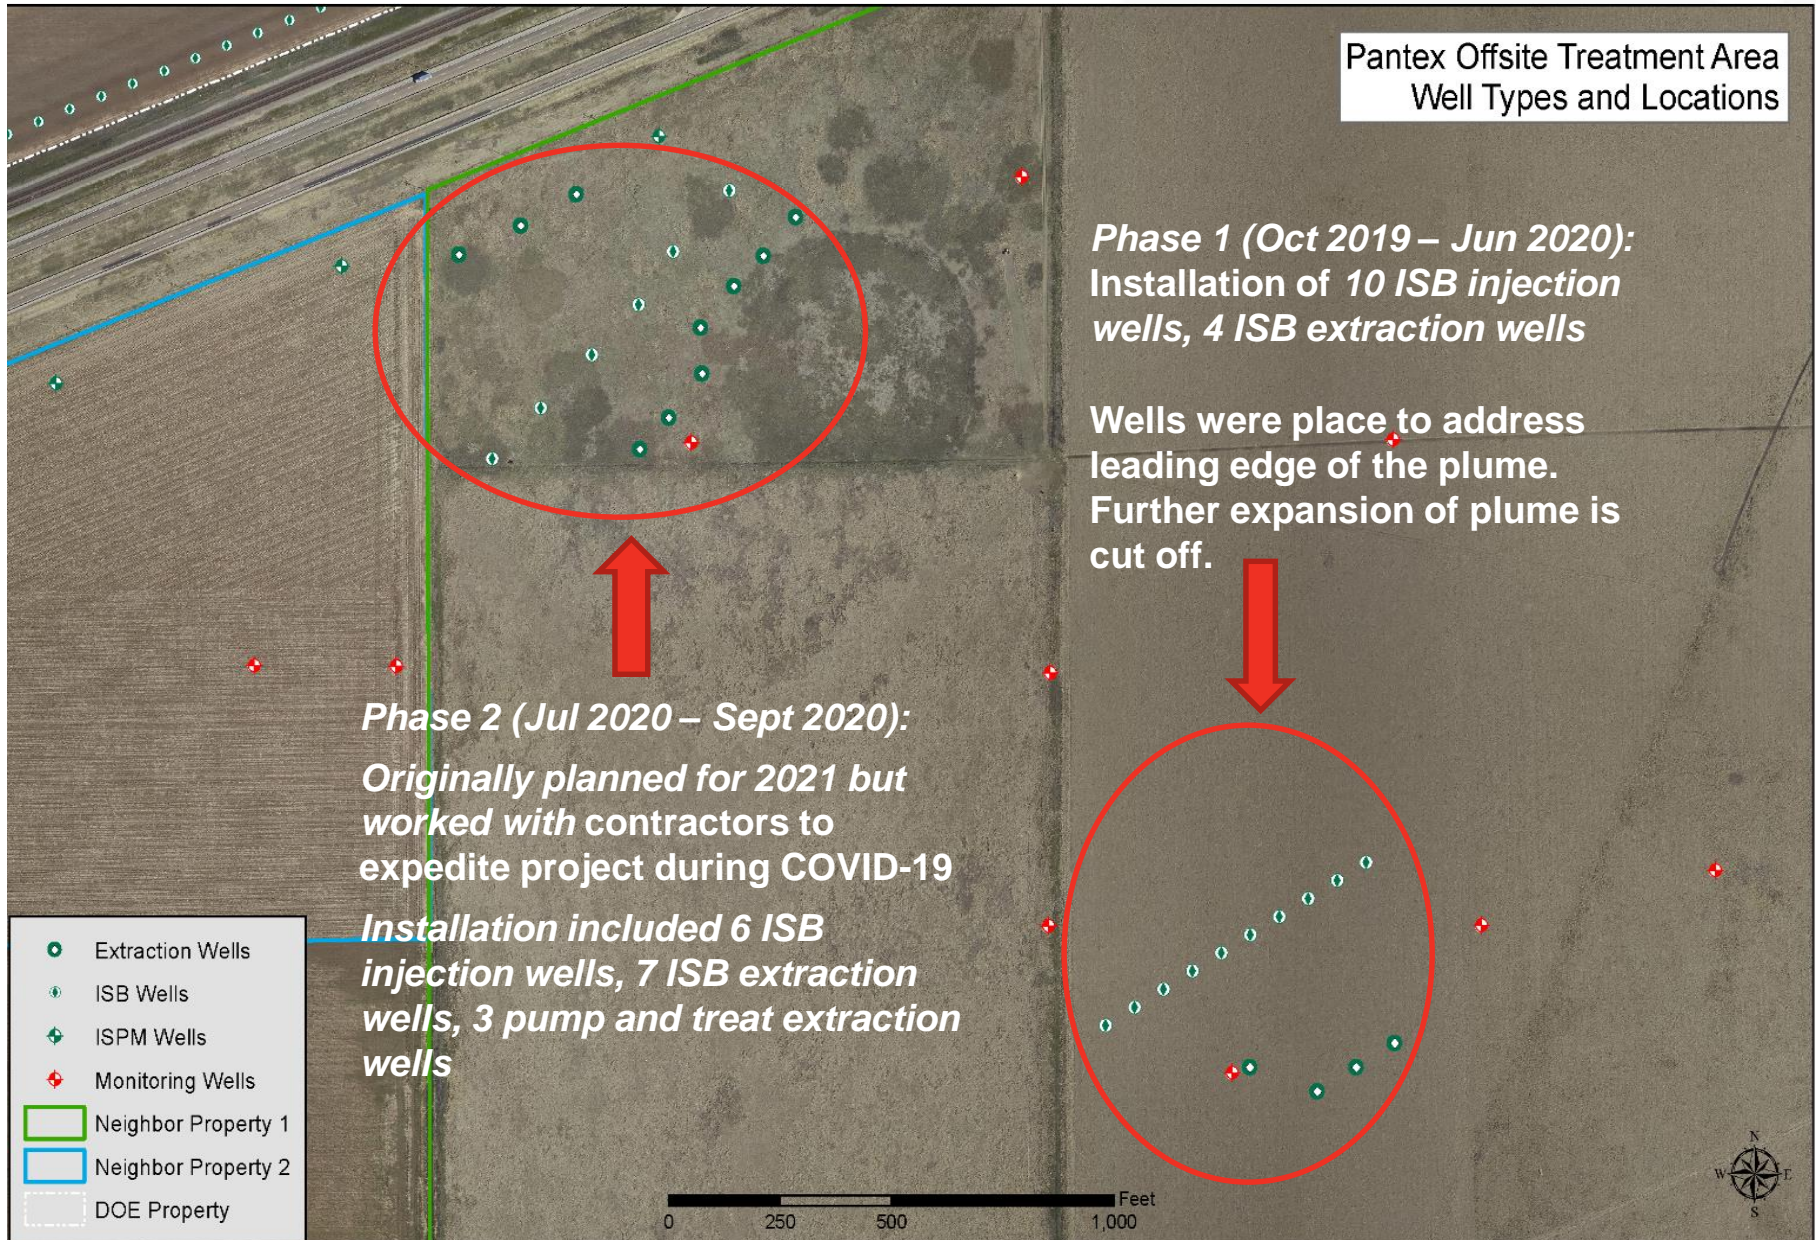 Pantex Offsite Treatment Area
Well Types and Locations
Phase 1 (Oct 2019 – Jun 2020):
Installation of 10 ISB injection
wells, 4 ISB extraction wells
Wells were place to address
leading edge of the plume.
Further expansion of plume is
cut off.
Phase 2 (Jul 2020 – Sept 2020):
Originally planned for 2021 but
worked with contractors to
expedite project during COVID-19
Installation included 6 ISB
injection wells, 7 ISB extraction
wells, 3 pump and treat extraction
wells
Extraction Wells
ISB Wells
ISPM Wells
Monitoring Wells
Neighbor Property 1
Neighbor Property 2
DOE Property
Feet
0 250 500 1,000
N
W E
S